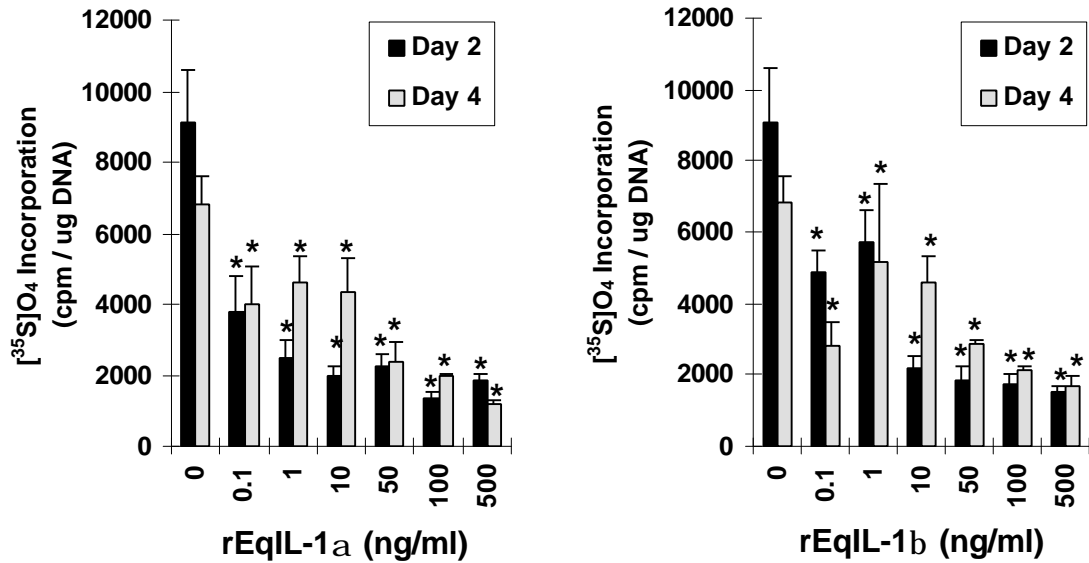 12000
10000
8000
6000
4000
2000
0
[³⁵S]O₄ Incorporation
(cpm / ug DNA)
Day 2
Day 4
* * * * * * * * * * * *
0 0.1 1 10 50 100 500
rEqIL-1a (ng/ml)
12000
10000
8000
6000
4000
2000
0
[³⁵S]O₄ Incorporation
(cpm / ug DNA)
Day 2
Day 4
* * * * * * * * * * * *
0 0.1 1 10 50 100 500
rEqIL-1b (ng/ml)